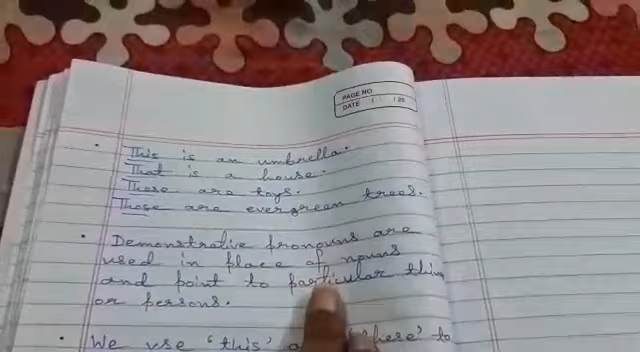 PAGE NO.
DATE / / 20
This is an umbrella.
That is a house.
These are toys.
Those are evergreen trees.
Demonstrative pronouns are
used in place of nouns
and point to particular thing
or persons.
We use 'this' 'these' to